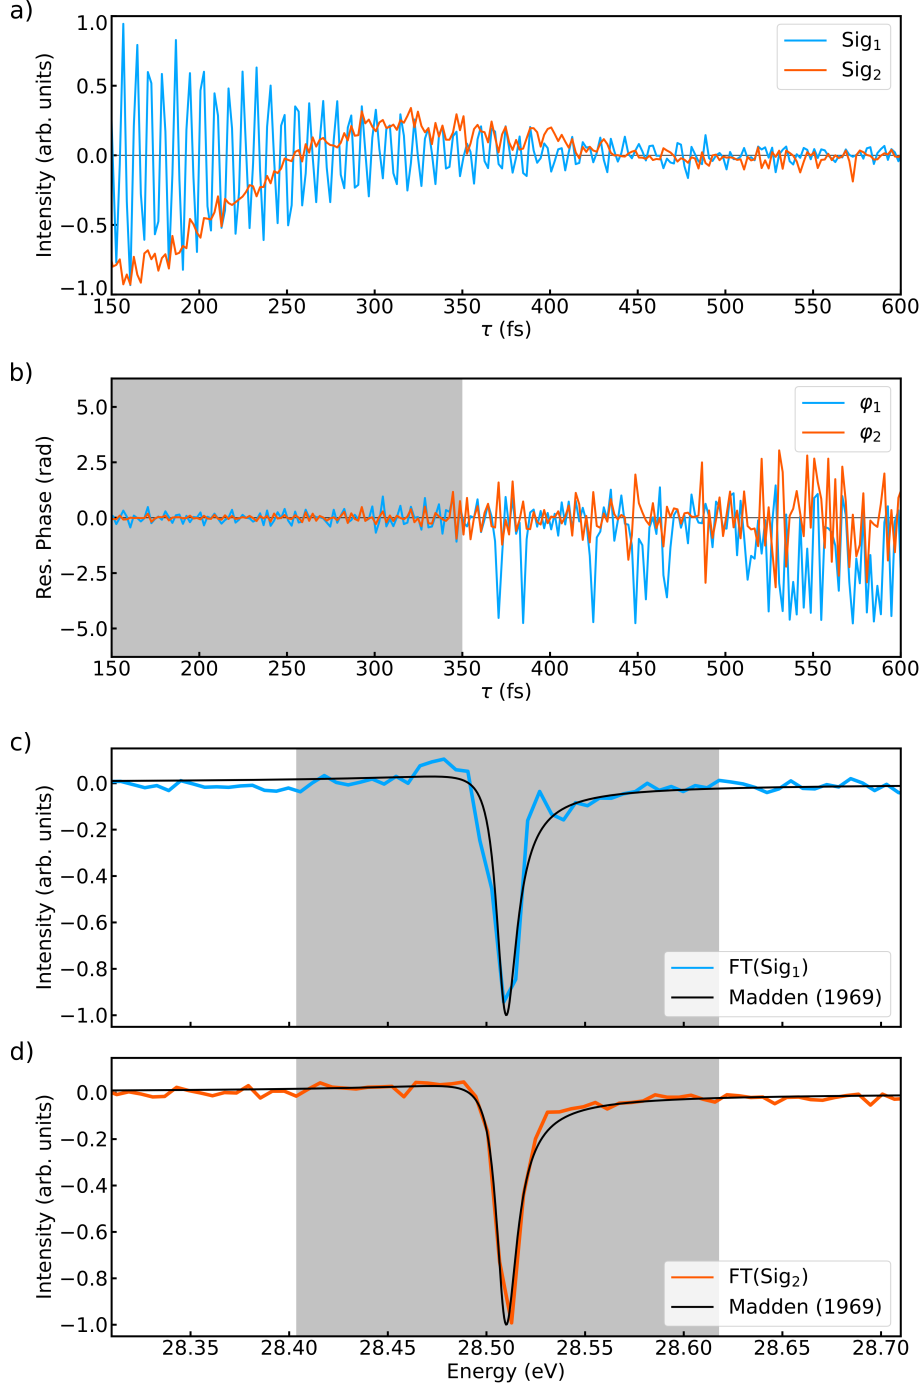 a)
1.0
0.5
0.0
−0.5
−1.0
Intensity (arb. units)
Sig₁
Sig₂
150 200 250 300 350 400 450 500 550 600
τ (fs)
b)
5.0
2.5
0.0
−2.5
−5.0
Res. Phase (rad)
φ₁
φ₂
150 200 250 300 350 400 450 500 550 600
τ (fs)
c)
0.0
−0.2
−0.4
−0.6
−0.8
−1.0
Intensity (arb. units)
FT(Sig₁)
Madden (1969)
d)
0.0
−0.2
−0.4
−0.6
−0.8
−1.0
Intensity (arb. units)
FT(Sig₂)
Madden (1969)
28.35 28.40 28.45 28.50 28.55 28.60 28.65 28.70
Energy (eV)